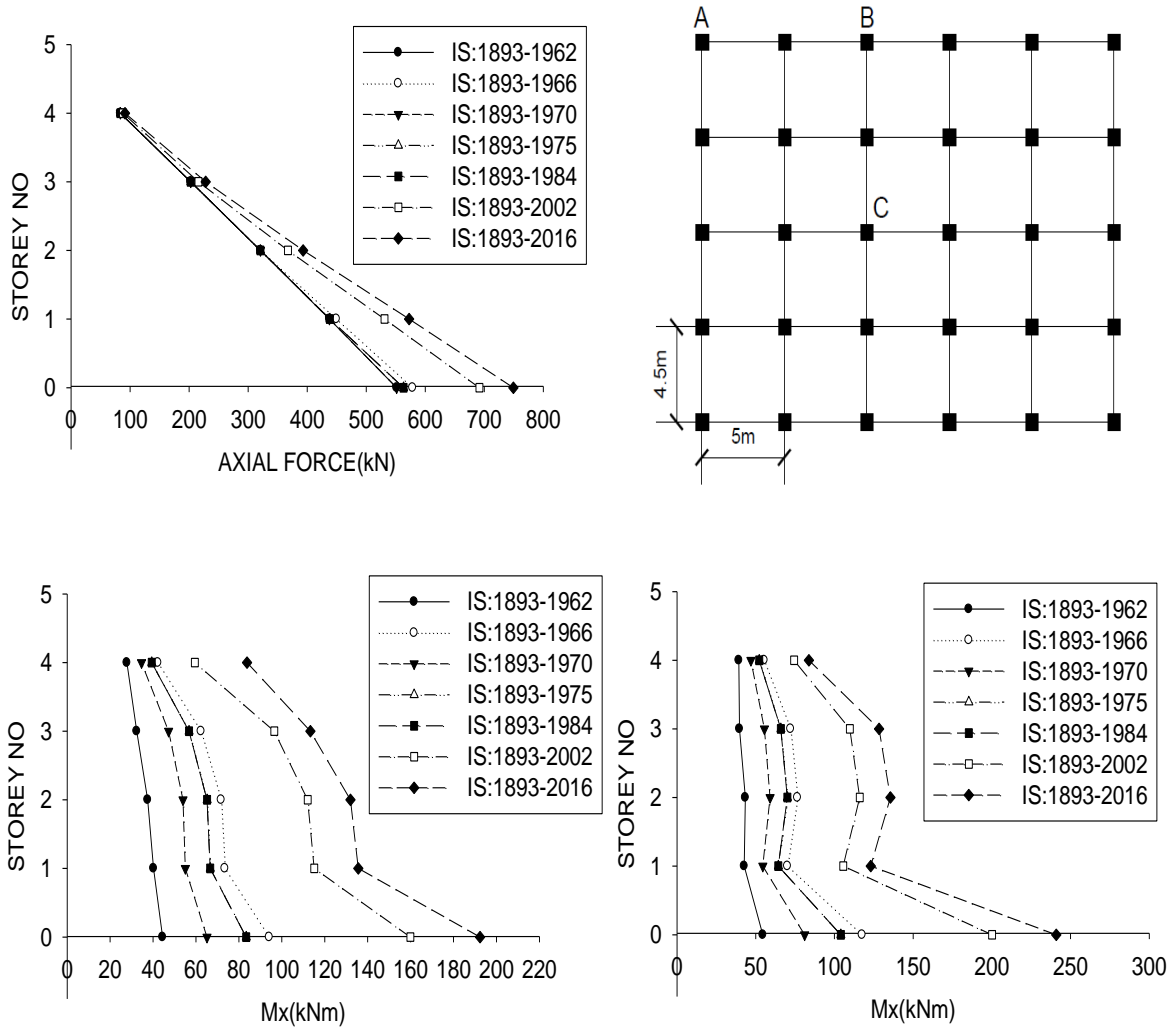 5
4
3
2
1
0
STOREY NO
0 100 200 300 400 500 600 700 800
AXIAL FORCE(kN)
IS:1893-1962
IS:1893-1966
IS:1893-1970
IS:1893-1975
IS:1893-1984
IS:1893-2002
IS:1893-2016
A B
C
4.5m
5m
5
4
3
2
1
0
STOREY NO
0 20 40 60 80 100 120 140 160 180 200 220
Mx(kNm)
IS:1893-1962
IS:1893-1966
IS:1893-1970
IS:1893-1975
IS:1893-1984
IS:1893-2002
IS:1893-2016
5
4
3
2
1
0
STOREY NO
0 50 100 150 200 250 300
Mx(kNm)
IS:1893-1962
IS:1893-1966
IS:1893-1970
IS:1893-1975
IS:1893-1984
IS:1893-2002
IS:1893-2016